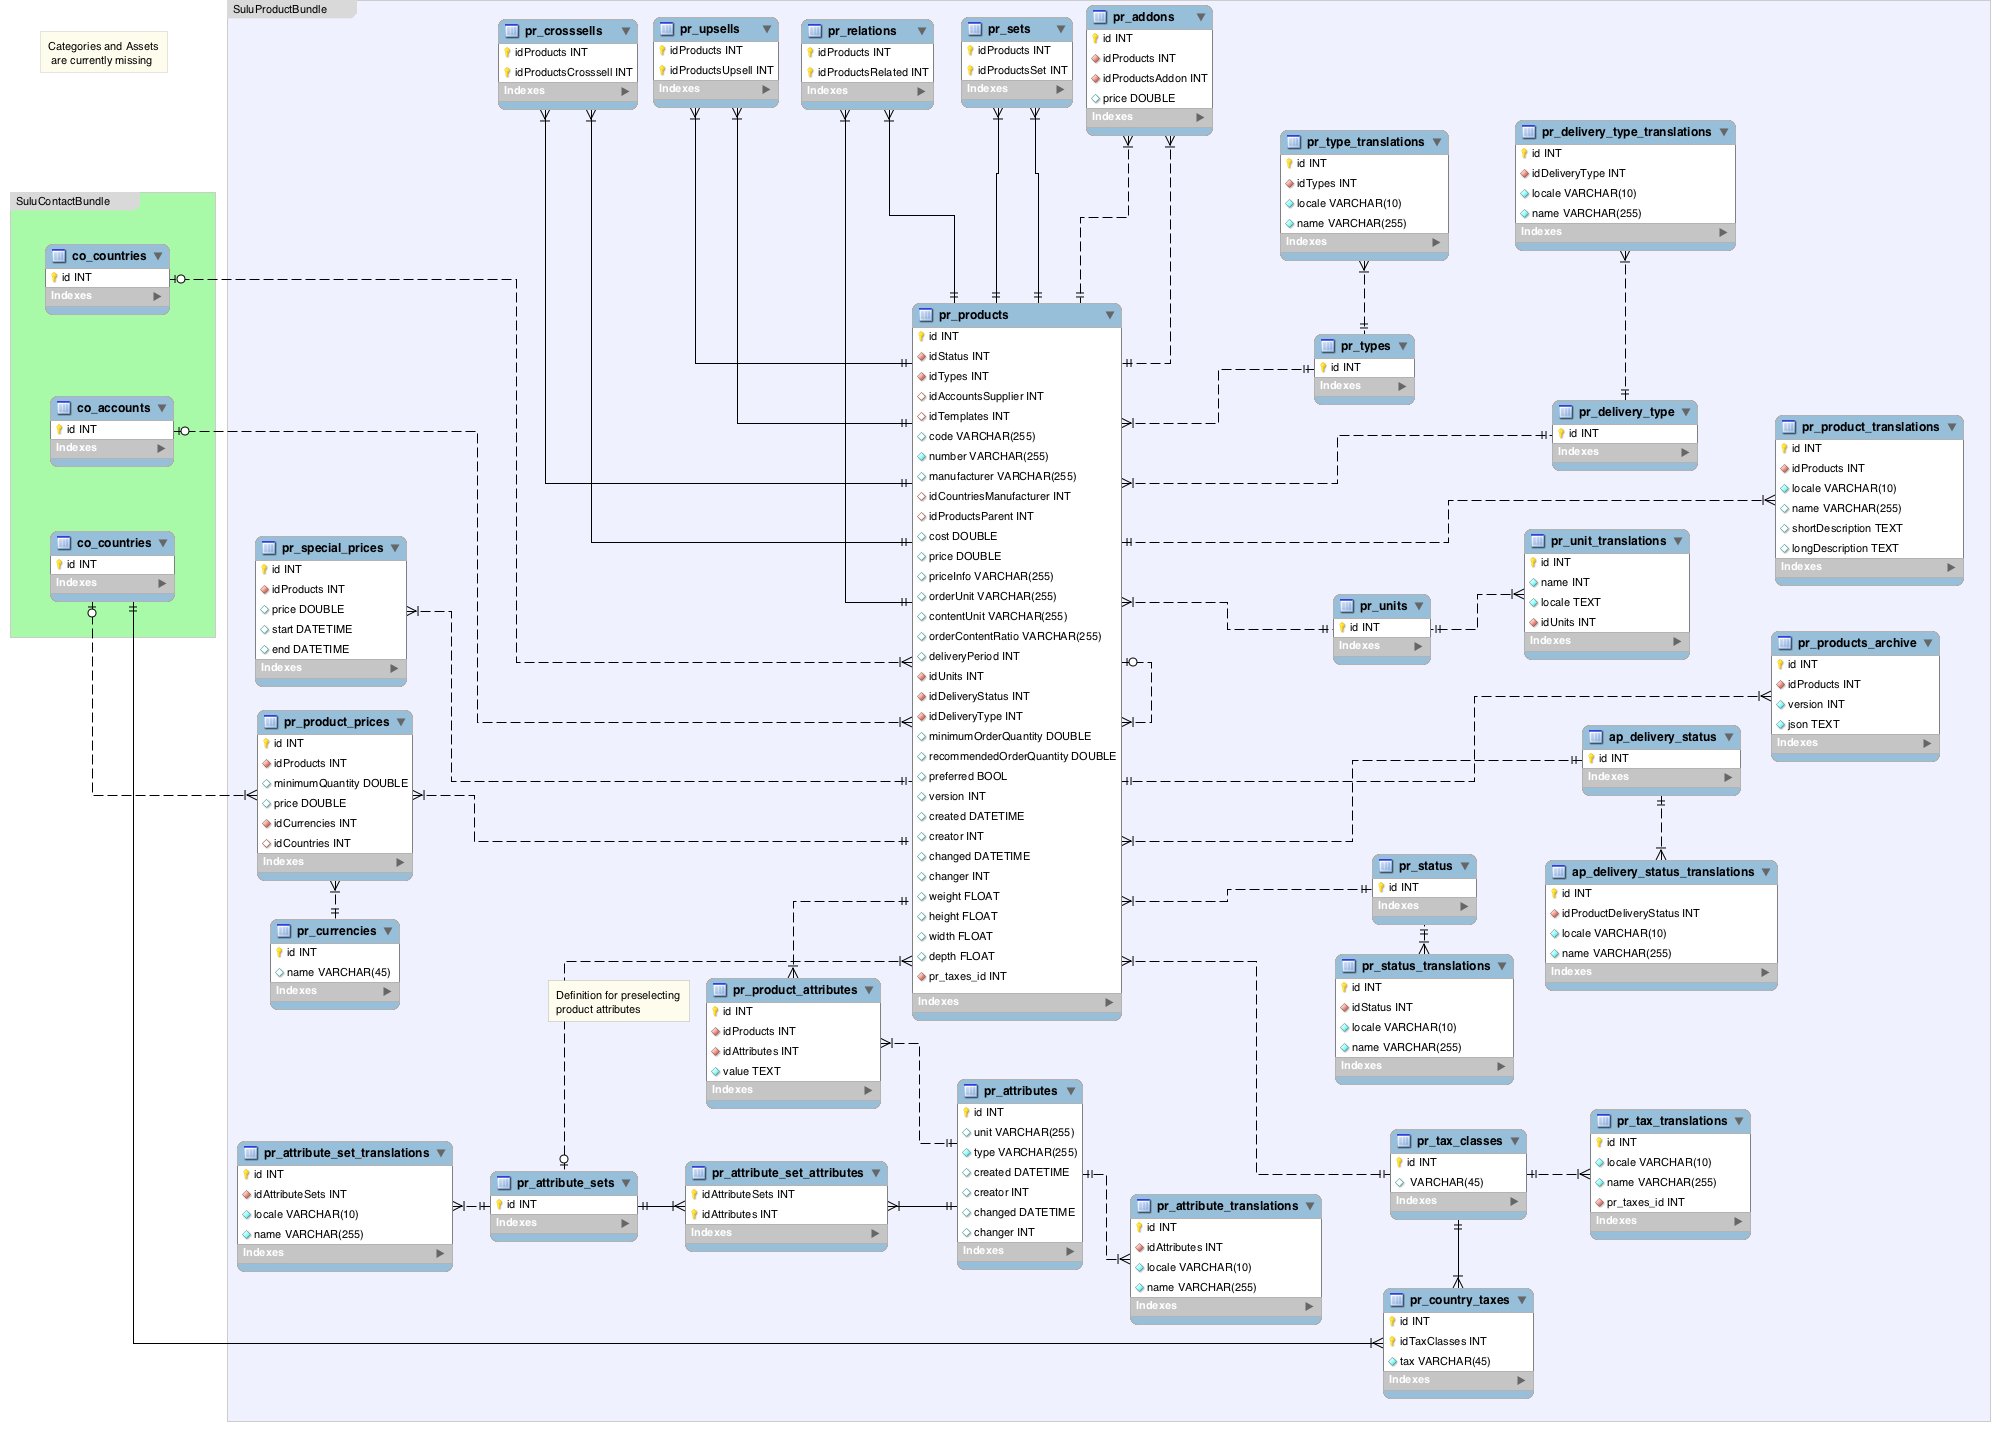 SuluProductBundle
Categories and Assets
are currently missing
pr_crosssells
idProducts INT
idProductsCrosssell INT
Indexes
pr_upsells
idProducts INT
idProductsUpsell INT
Indexes
pr_relations
idProducts INT
idProductsRelated INT
Indexes
pr_sets
idProducts INT
idProductsSet INT
Indexes
pr_addons
id INT
idProducts INT
idProductsAddon INT
price DOUBLE
Indexes
pr_type_translations
id INT
idTypes INT
locale VARCHAR(10)
name VARCHAR(255)
Indexes
pr_delivery_type_translations
id INT
idDeliveryType INT
locale VARCHAR(10)
name VARCHAR(255)
Indexes
SuluContactBundle
co_countries
id INT
Indexes
co_accounts
id INT
Indexes
co_countries
id INT
Indexes
pr_products
id INT
idStatus INT
idTypes INT
idAccountsSupplier INT
idTemplates INT
code VARCHAR(255)
number VARCHAR(255)
manufacturer VARCHAR(255)
idCountriesManufacturer INT
idProductsParent INT
cost DOUBLE
price DOUBLE
priceInfo VARCHAR(255)
orderUnit VARCHAR(255)
contentUnit VARCHAR(255)
orderContentRatio VARCHAR(255)
deliveryPeriod INT
idUnits INT
idDeliveryStatus INT
idDeliveryType INT
minimumOrderQuantity DOUBLE
recommendedOrderQuantity DOUBLE
preferred BOOL
version INT
created DATETIME
creator INT
changed DATETIME
changer INT
weight FLOAT
height FLOAT
width FLOAT
depth FLOAT
pr_taxes_id INT
Indexes
pr_types
id INT
Indexes
pr_delivery_type
id INT
Indexes
pr_product_translations
id INT
idProducts INT
locale VARCHAR(10)
name VARCHAR(255)
shortDescription TEXT
longDescription TEXT
Indexes
pr_unit_translations
id INT
name INT
locale TEXT
idUnits INT
Indexes
pr_units
id INT
Indexes
pr_products_archive
id INT
idProducts INT
version INT
json TEXT
Indexes
ap_delivery_status
id INT
Indexes
ap_delivery_status_translations
id INT
idProductDeliveryStatus INT
locale VARCHAR(10)
name VARCHAR(255)
Indexes
pr_status
id INT
Indexes
pr_status_translations
id INT
idStatus INT
locale VARCHAR(10)
name VARCHAR(255)
Indexes
pr_special_prices
id INT
idProducts INT
price DOUBLE
start DATETIME
end DATETIME
Indexes
pr_product_prices
id INT
idProducts INT
minimumQuantity DOUBLE
price DOUBLE
idCurrencies INT
idCountries INT
Indexes
pr_currencies
id INT
name VARCHAR(45)
Indexes
Definition for preselecting
product attributes
pr_product_attributes
id INT
idProducts INT
idAttributes INT
value TEXT
Indexes
pr_attributes
id INT
unit VARCHAR(255)
type VARCHAR(255)
created DATETIME
creator INT
changed DATETIME
changer INT
Indexes
pr_attribute_set_translations
id INT
idAttributeSets INT
locale VARCHAR(10)
name VARCHAR(255)
Indexes
pr_attribute_sets
id INT
Indexes
pr_attribute_set_attributes
idAttributeSets INT
idAttributes INT
Indexes
pr_attribute_translations
id INT
idAttributes INT
locale VARCHAR(10)
name VARCHAR(255)
Indexes
pr_tax_classes
id INT
VARCHAR(45)
Indexes
pr_tax_translations
id INT
locale VARCHAR(10)
name VARCHAR(255)
pr_taxes_id INT
Indexes
pr_country_taxes
id INT
idTaxClasses INT
tax VARCHAR(45)
Indexes